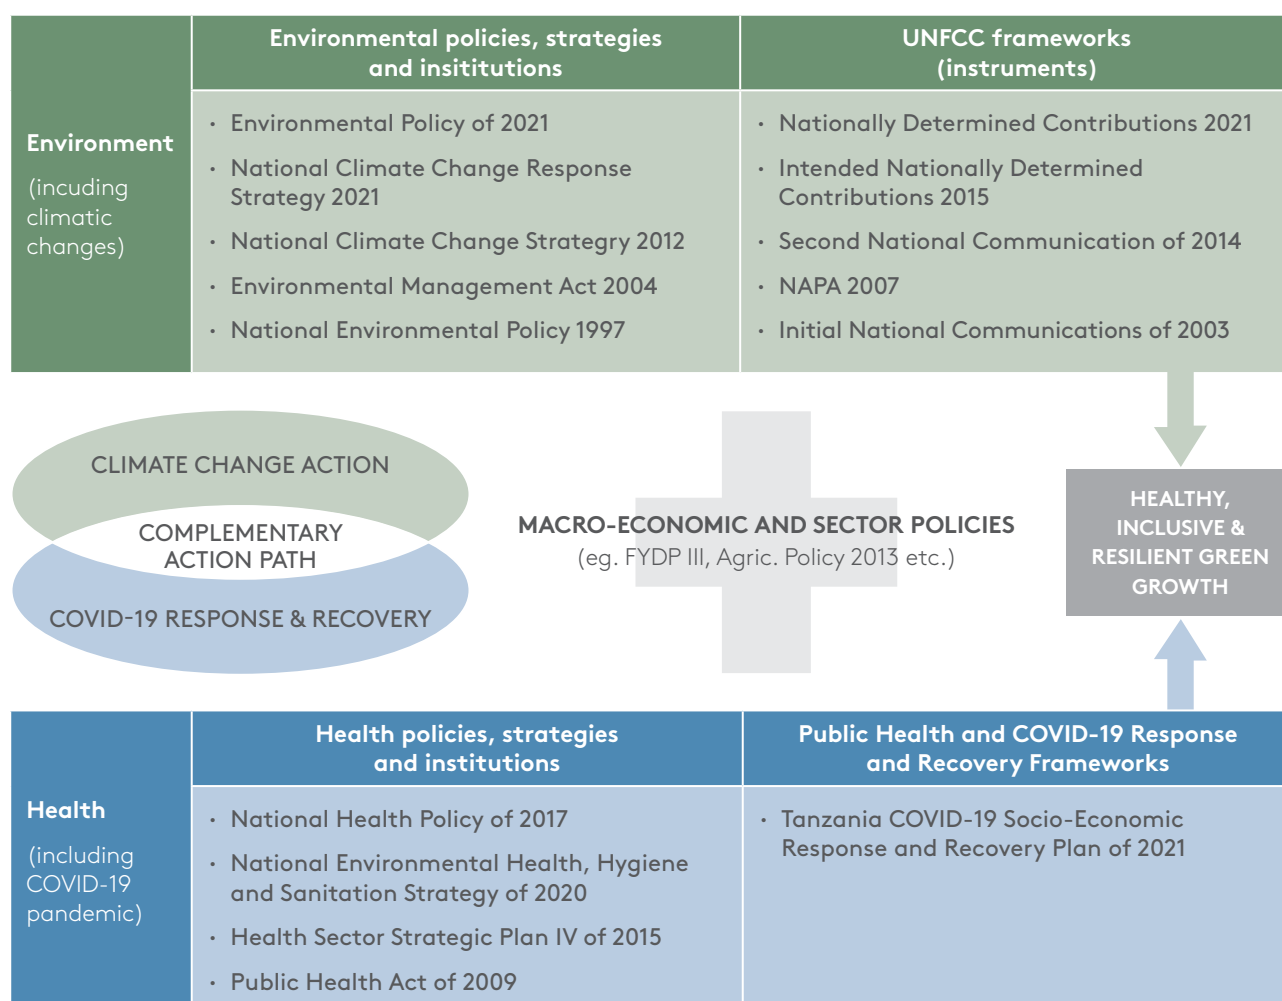 Environmental policies, strategies
and insititutions
UNFCC frameworks
(instruments)
Environment
(incuding
climatic
changes)
· Environmental Policy of 2021
· National Climate Change Response
Strategy 2021
· National Climate Change Strategry 2012
· Environmental Management Act 2004
· National Environmental Policy 1997
· Nationally Determined Contributions 2021
· Intended Nationally Determined
Contributions 2015
· Second National Communication of 2014
· NAPA 2007
· Initial National Communications of 2003
CLIMATE CHANGE ACTION
COMPLEMENTARY
ACTION PATH
COVID-19 RESPONSE & RECOVERY
MACRO-ECONOMIC AND SECTOR POLICIES
(eg. FYDP III, Agric. Policy 2013 etc.)
HEALTHY,
INCLUSIVE &
RESILIENT GREEN
GROWTH
Health policies, strategies
and institutions
Public Health and COVID-19 Response
and Recovery Frameworks
Health
(including
COVID-19
pandemic)
· National Health Policy of 2017
· National Environmental Health, Hygiene
and Sanitation Strategy of 2020
· Health Sector Strategic Plan IV of 2015
· Public Health Act of 2009
· Tanzania COVID-19 Socio-Economic
Response and Recovery Plan of 2021